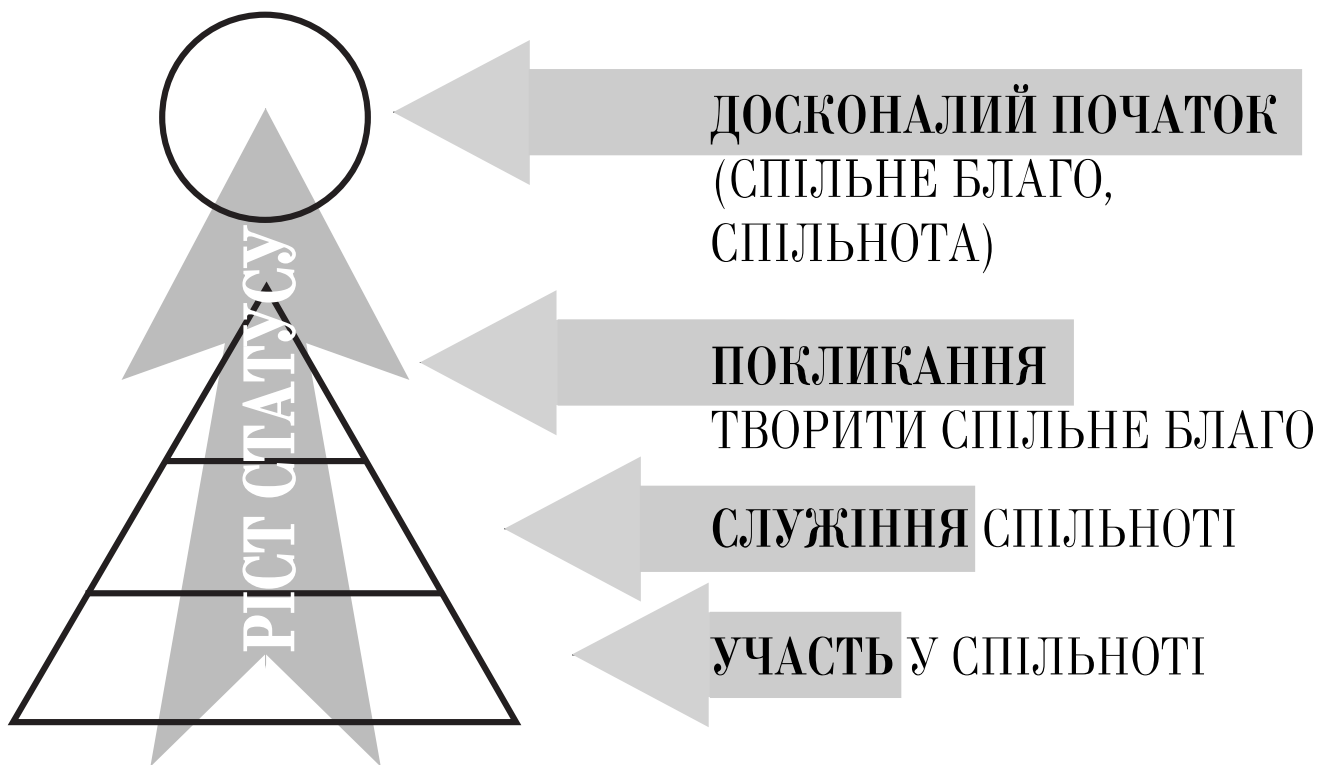 ДОСКОНАЛИЙ ПОЧАТОК
(СПІЛЬНЕ БЛАГО,
СПІЛЬНОТА)
ПОКЛИКАННЯ
ТВОРИТИ СПІЛЬНЕ БЛАГО
СЛУЖІННЯ СПІЛЬНОТІ
УЧАСТЬ У СПІЛЬНОТІ
РІСТ СТАТУСУ